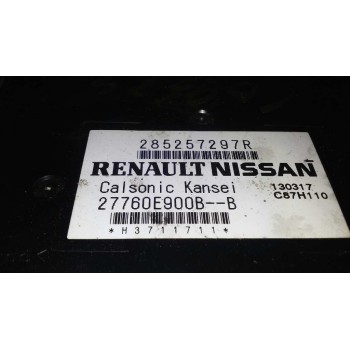 285257297R
RENAULT NISSAN
Calsonic Kansei 130317
27760E900B--B C87H110
*H3711711*